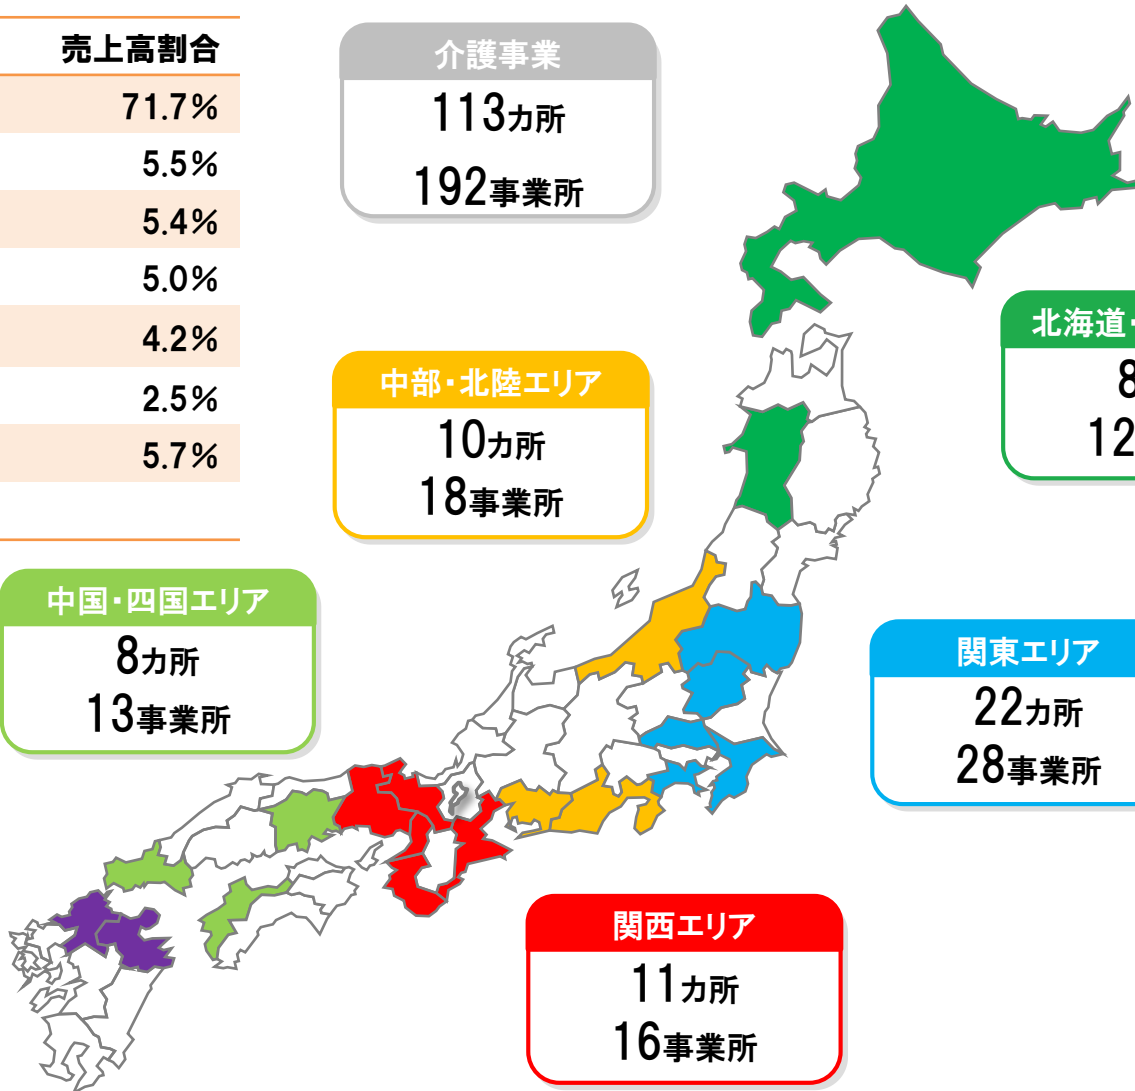 売上高割合
71.7%
5.5%
5.4%
5.0%
4.2%
2.5%
5.7%
介護事業
113カ所
192事業所
北海道・
8
12
中部・北陸エリア
10カ所
18事業所
中国・四国エリア
8カ所
13事業所
関東エリア
22カ所
28事業所
関西エリア
11カ所
16事業所